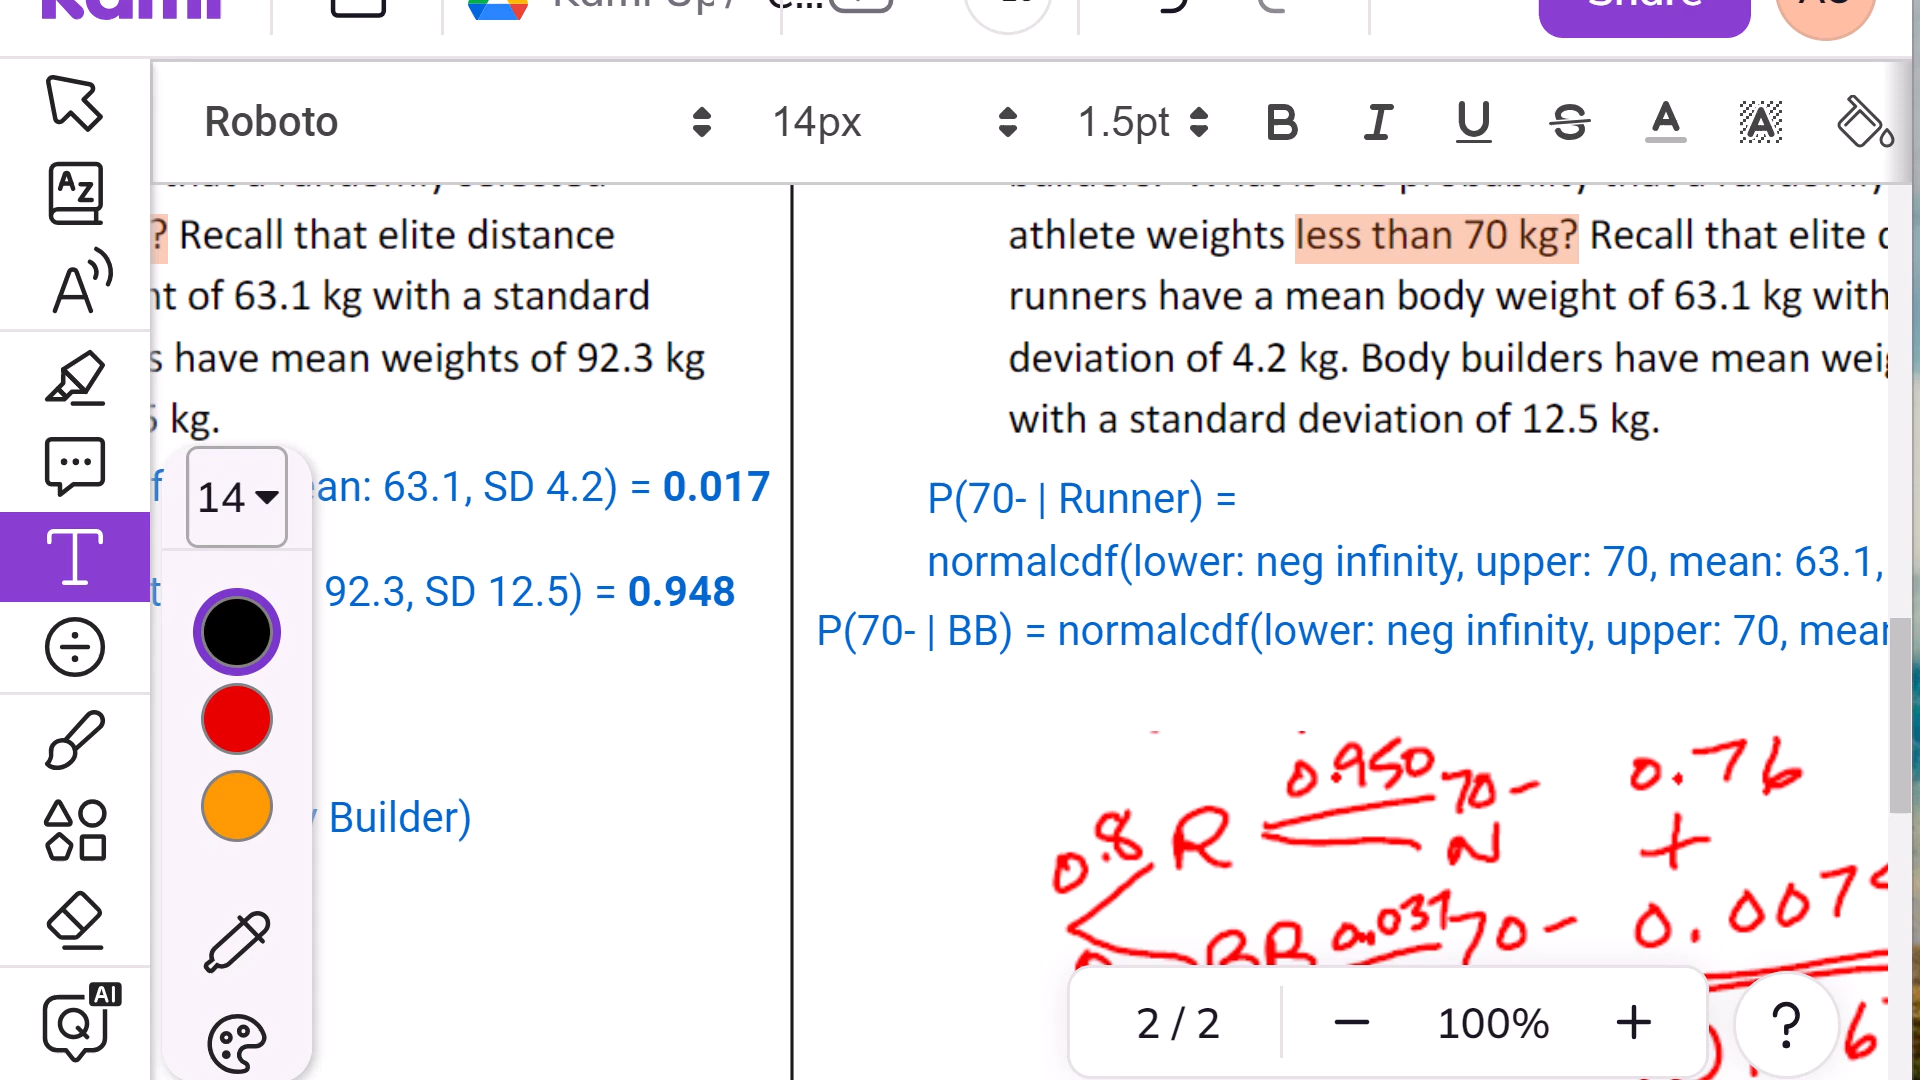 Share
Roboto
14px
1.5pt
B I U S A A
? Recall that elite distance
nt of 63.1 kg with a standard
s have mean weights of 92.3 kg
5 kg.
an: 63.1, SD 4.2) = 0.017
92.3, SD 12.5) = 0.948
Builder)
14
athlete weights less than 70 kg? Recall that elite
runners have a mean body weight of 63.1 kg with
deviation of 4.2 kg. Body builders have mean
with a standard deviation of 12.5 kg.
P(70- | Runner) =
normalcdf(lower: neg infinity, upper: 70, mean: 63.1,
P(70- | BB) = normalcdf(lower: neg infinity, upper: 70,
0.950 70- 0.76
0.8 R N +
BB 0.037 70- 0.007
2 / 2
100%
?
AI